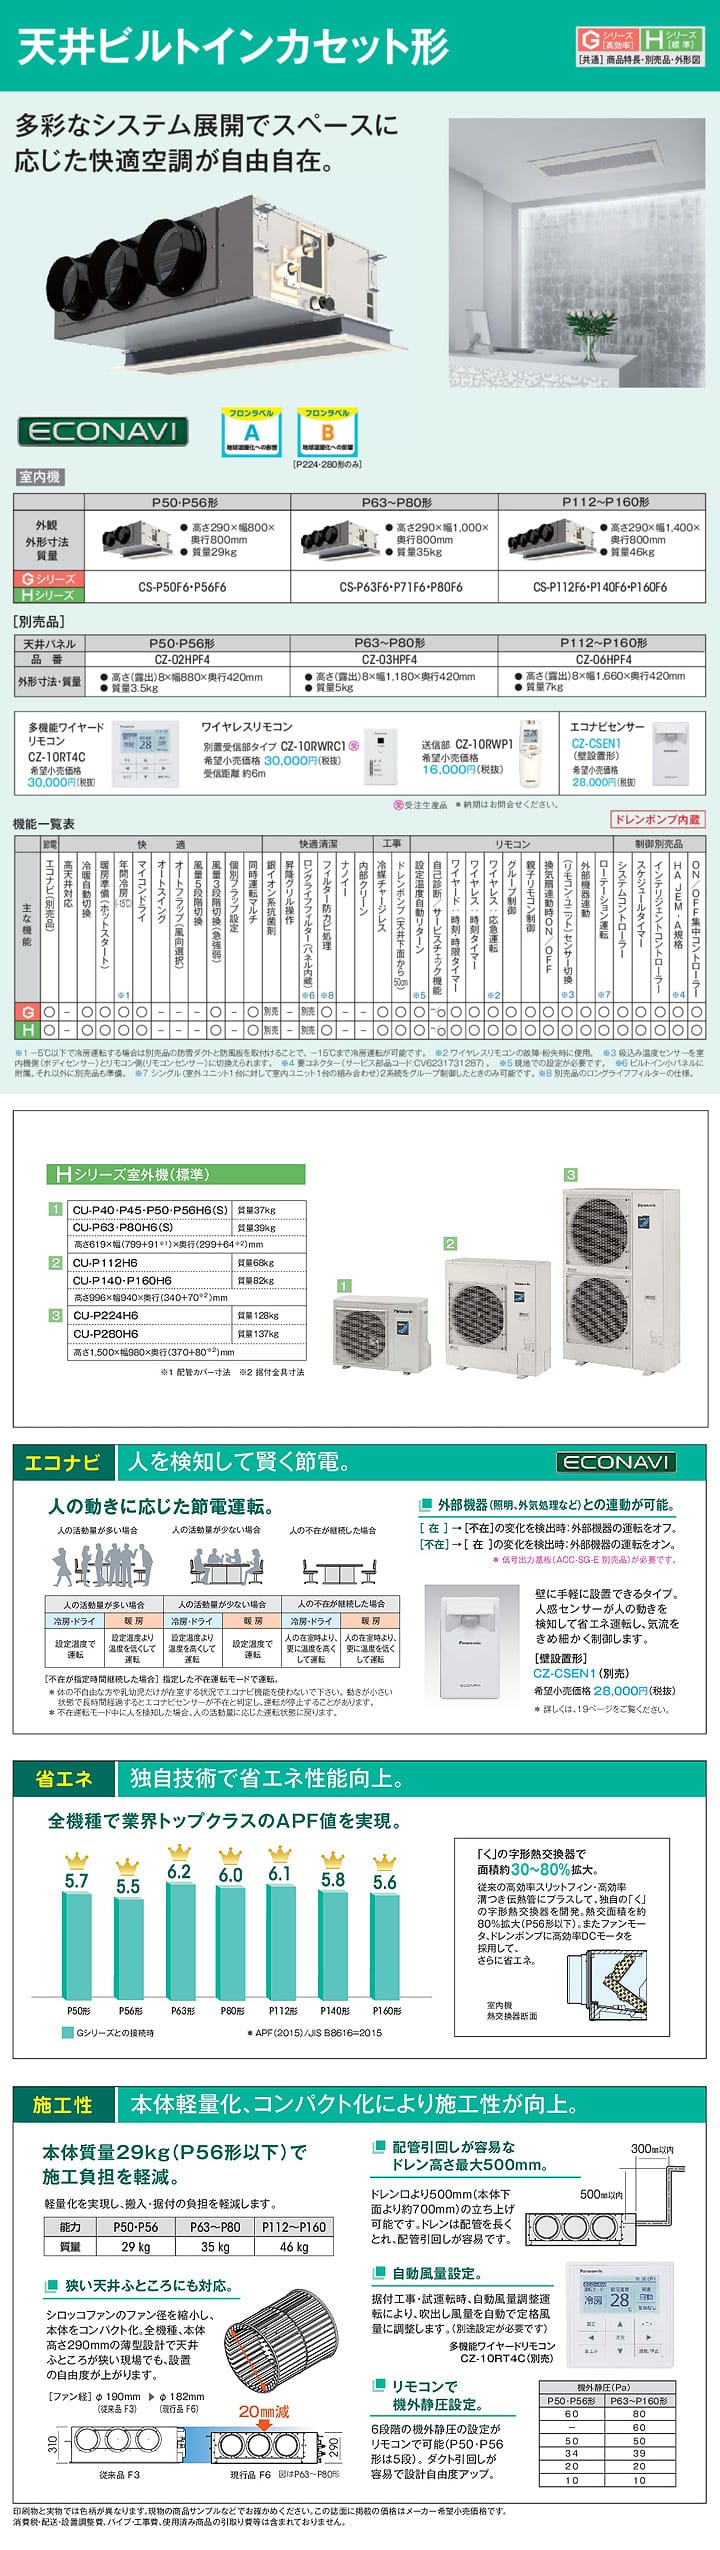 天井ビルトインカセット形
Gシリーズ[高効率] Hシリーズ[標準]
[共通]商品特長・別売品・外形図
多彩なシステム展開でスペースに
応じた快適空調が自由自在。
ECONAVI
フロンラベル A 地球温暖化への影響
フロンラベル B 地球温暖化への影響
[P224・280形のみ]
室内機
P50・P56形 P63〜P80形 P112〜P160形
外観 外形寸法 質量
●高さ290×幅800×奥行800mm ●質量29kg
●高さ290×幅1,000×奥行800mm ●質量35kg
●高さ290×幅1,400×奥行800mm ●質量46kg
Gシリーズ
Hシリーズ
CS-P50F6・P56F6 CS-P63F6・P71F6・P80F6 CS-P112F6・P140F6・P160F6
[別売品]
天井パネル P50・P56形 P63〜P80形 P112〜P160形
品番 CZ-02HPF4 CZ-03HPF4 CZ-06HPF4
外形寸法・質量
●高さ(露出)8×幅880×奥行420mm ●質量3.5kg
●高さ(露出)8×幅1,180×奥行420mm ●質量5kg
●高さ(露出)8×幅1,660×奥行420mm ●質量7kg
多機能ワイヤード
リモコン
CZ-10RT4C
希望小売価格
30,000円(税抜)
ワイヤレスリモコン
別置受信部タイプ CZ-10RWRC1 受
希望小売価格 30,000円(税抜)
受信距離 約6m
送信部 CZ-10RWP1
希望小売価格
16,000円(税抜)
エコナビセンサー
CZ-CSEN1
(壁設置形)
希望小売価格
28,000円(税抜)
受 受注生産品 *納期はお問合せください。
機能一覧表
ドレンポンプ内蔵
節電 快適 快適清潔 工事 リモコン 制御別売品
主な機能
エコナビ(別売品)
高天井対応
冷暖自動切換
暖房準備(ホットスタート)
年間冷房(-15℃) ※1
マイコンドライ
オートスイング
オートフラップ(風向選択)
風量5段階切換
風量3段階切換(急強弱)
個別フラップ設定
同時運転マルチ
銀イオン系抗菌剤
昇降グリル操作
ロングライフフィルター(パネル内蔵) ※6
フィルター防カビ処理 ※8
ナノイー
内部クリーン
冷媒チャージレス
ドレンポンプ(天井下面から50cm)
設定温度自動リターン ※5
自己診断/サービスチェック機能
ワイヤード:時刻・時限タイマー
ワイヤレス:時刻タイマー
ワイヤレス:応急運転 ※2
グループ制御
親子リモコン制御
換気扇連動時ON/OFF
(リモコン・ユニット)センサー切換 ※3
外部機器連動
ローテーション運転 ※7
システムコントローラー
スケジュールタイマー
インテリジェントコントローラー
HA JEM-A規格 ※4
ON/OFF集中コントローラー
G
H
※1 −5℃以下で冷房運転する場合は別売品の防雪ダクトと防風板を取付けることで、−15℃まで冷房運転が可能です。 ※2 ワイヤレスリモコンの故障・紛失時に使用。 ※3 吸込み温度センサーを室
内機側(ボディセンサー)とリモコン側(リモコンセンサー)に切換えられます。 ※4 要コネクター(サービス部品コード:CV6231731287)。 ※5 現地での設定が必要です。 ※6 ビルトイン小パネルに
附属。それ以外に別売品も準備。 ※7 シングル(室外ユニット1台に対して室内ユニット1台の組み合わせ)2系統をグループ制御したときのみ可能です。 ※8 別売品のロングライフフィルターの仕様。
Hシリーズ室外機(標準)
1 CU-P40・P45・P50・P56H6(S) 質量37kg
CU-P63・P80H6(S) 質量39kg
高さ619×幅(799+91※1)×奥行(299+64※2)mm
2 CU-P112H6 質量68kg
CU-P140・P160H6 質量82kg
高さ996×幅940×奥行(340+70※2)mm
3 CU-P224H6 質量128kg
CU-P280H6 質量137kg
高さ1,500×幅980×奥行(370+80※2)mm
※1 配管カバー寸法 ※2 据付金具寸法
1
2
3
エコナビ 人を検知して賢く節電。 ECONAVI
人の動きに応じた節電運転。
人の活動量が多い場合 人の活動量が少ない場合 人の不在が継続した場合
人の活動量が多い場合 人の活動量が少ない場合 人の不在が継続した場合
冷房・ドライ 暖房 冷房・ドライ 暖房 冷房・ドライ 暖房
設定温度で運転
設定温度より温度を低くして運転
設定温度より温度を高くして運転
設定温度で運転
人の在室時より、更に温度を高くして運転
人の在室時より、更に温度を低くして運転
[不在が指定時間継続した場合]指定した不在運転モードで運転。
*体の不自由な方や乳幼児だけが在室する状況でエコナビ機能を使わないで下さい。動きが小さい
状態で長時間経過するとエコナビセンサーが不在と判定し、運転が停止することがあります。
*不在運転モード中に人を検知した場合、人の活動量に応じた運転状態に戻ります。
外部機器(照明、外気処理など)との連動が可能。
[在]→[不在]の変化を検出時:外部機器の運転をオフ。
[不在]→[在]の変化を検出時:外部機器の運転をオン。
*信号出力基板(ACC-SG-E 別売品)が必要です。
壁に手軽に設置できるタイプ。
人感センサーが人の動きを
検知して省エネ運転し、気流を
きめ細かく制御します。
[壁設置形]
CZ-CSEN1(別売)
希望小売価格 28,000円(税抜)
*詳しくは、19ページをご覧ください。
省エネ 独自技術で省エネ性能向上。
全機種で業界トップクラスのAPF値を実現。
5.7 5.5 6.2 6.0 6.1 5.8 5.6
P50形 P56形 P63形 P80形 P112形 P140形 P160形
Gシリーズとの接続時 *APF(2015)/JIS B8616=2015
「く」の字形熱交換器で
面積約30〜80%拡大。
従来の高効率スリットフィン・高効率
溝つき伝熱管にプラスして、独自の「く」
の字形熱交換器を開発。熱交面積を約
80%拡大(P56形以下)。またファンモー
タ、ドレンポンプに高効率DCモータを
採用して、
さらに省エネ。
室内機
熱交換器断面
施工性 本体軽量化、コンパクト化により施工性が向上。
本体質量29kg(P56形以下)で
施工負担を軽減。
軽量化を実現し、搬入・据付の負担を軽減します。
能力 P50・P56 P63〜P80 P112〜P160
質量 29 kg 35 kg 46 kg
狭い天井ふところにも対応。
シロッコファンのファン径を縮小し、
本体をコンパクト化。全機種、本体
高さ290mmの薄型設計で天井
ふところが狭い現場でも、設置
の自由度が上がります。
[ファン経] φ190mm ▶ φ182mm
(従来品 F3) (現行品 F6)
20mm減
310
290
従来品 F3 現行品 F6 図はP63〜P80形
配管引回しが容易な
ドレン高さ最大500mm。
ドレン口より500mm(本体下
面より約700mm)の立ち上げ
可能です。ドレンは配管を長く
とれ、配管引回しが容易です。
300mm以内
500mm以内
自動風量設定。
据付工事・試運転時、自動風量調整運
転により、吹出し風量を自動で定格風
量に調整します。(別途設定が必要です)
多機能ワイヤードリモコン
CZ-10RT4C(別売)
リモコンで
機外静圧設定。
6段階の機外静圧の設定が
リモコンで可能(P50・P56
形は5段)。ダクト引回しが
容易で設計自由度アップ。
機外静圧(Pa)
P50・P56形 P63〜P160形
60 80
− 60
50 50
34 39
20 20
10 10
印刷物と実物では色柄が異なります。現物の商品サンプルなどでお確かめください。この誌面に掲載の価格はメーカー希望小売価格です。
消費税・配送・設置調整費、パイプ・工事費、使用済み商品の引取り費等は含まれておりません。